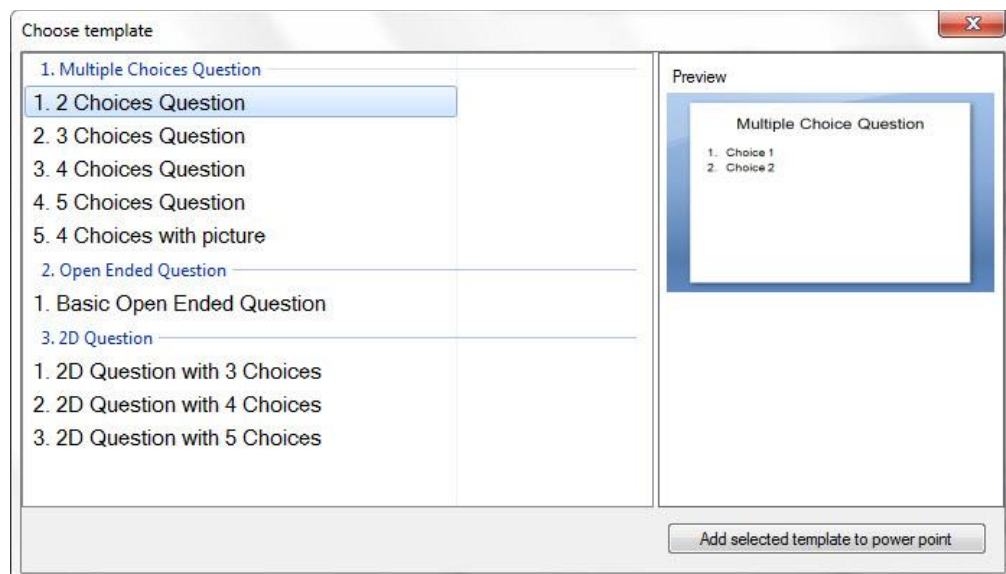 Choose template
1. Multiple Choices Question
1. 2 Choices Question
2. 3 Choices Question
3. 4 Choices Question
4. 5 Choices Question
5. 4 Choices with picture
2. Open Ended Question
1. Basic Open Ended Question
3. 2D Question
1. 2D Question with 3 Choices
2. 2D Question with 4 Choices
3. 2D Question with 5 Choices
Preview
Multiple Choice Question
1. Choice 1
2. Choice 2
Add selected template to power point